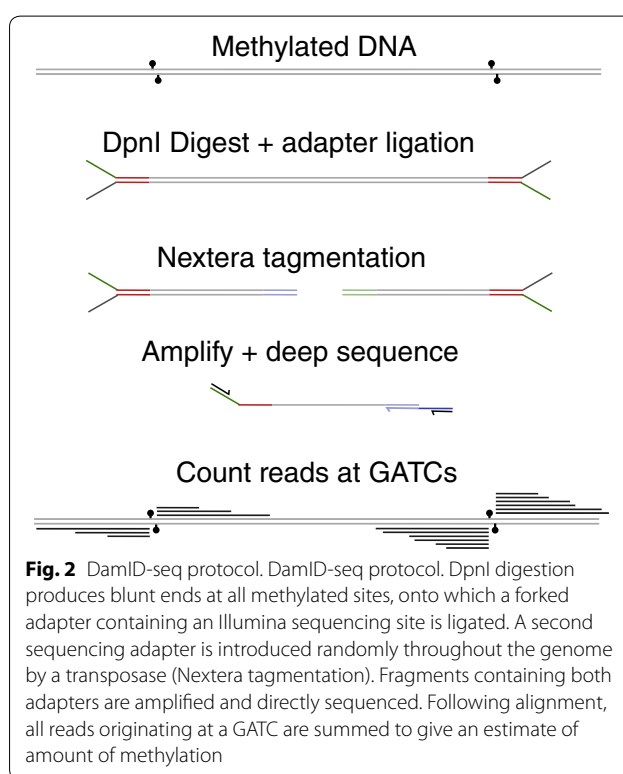 Methylated DNA
DpnI Digest + adapter ligation
Nextera tagmentation
Amplify + deep sequence
Count reads at GATCs
Fig. 2 DamID-seq protocol. DamID-seq protocol. DpnI digestion
produces blunt ends at all methylated sites, onto which a forked
adapter containing an Illumina sequencing site is ligated. A second
sequencing adapter is introduced randomly throughout the genome
by a transposase (Nextera tagmentation). Fragments containing both
adapters are amplified and directly sequenced. Following alignment,
all reads originating at a GATC are summed to give an estimate of
amount of methylation